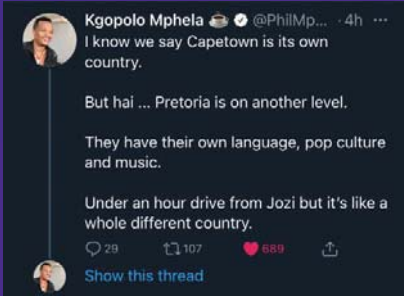 Kgopolo Mphela ☕ @PhilMp... · 4h ...
I know we say Capetown is its own
country.
But hai ... Pretoria is on another level.
They have their own language, pop culture
and music.
Under an hour drive from Jozi but it's like a
whole different country.
29 107 689
Show this thread